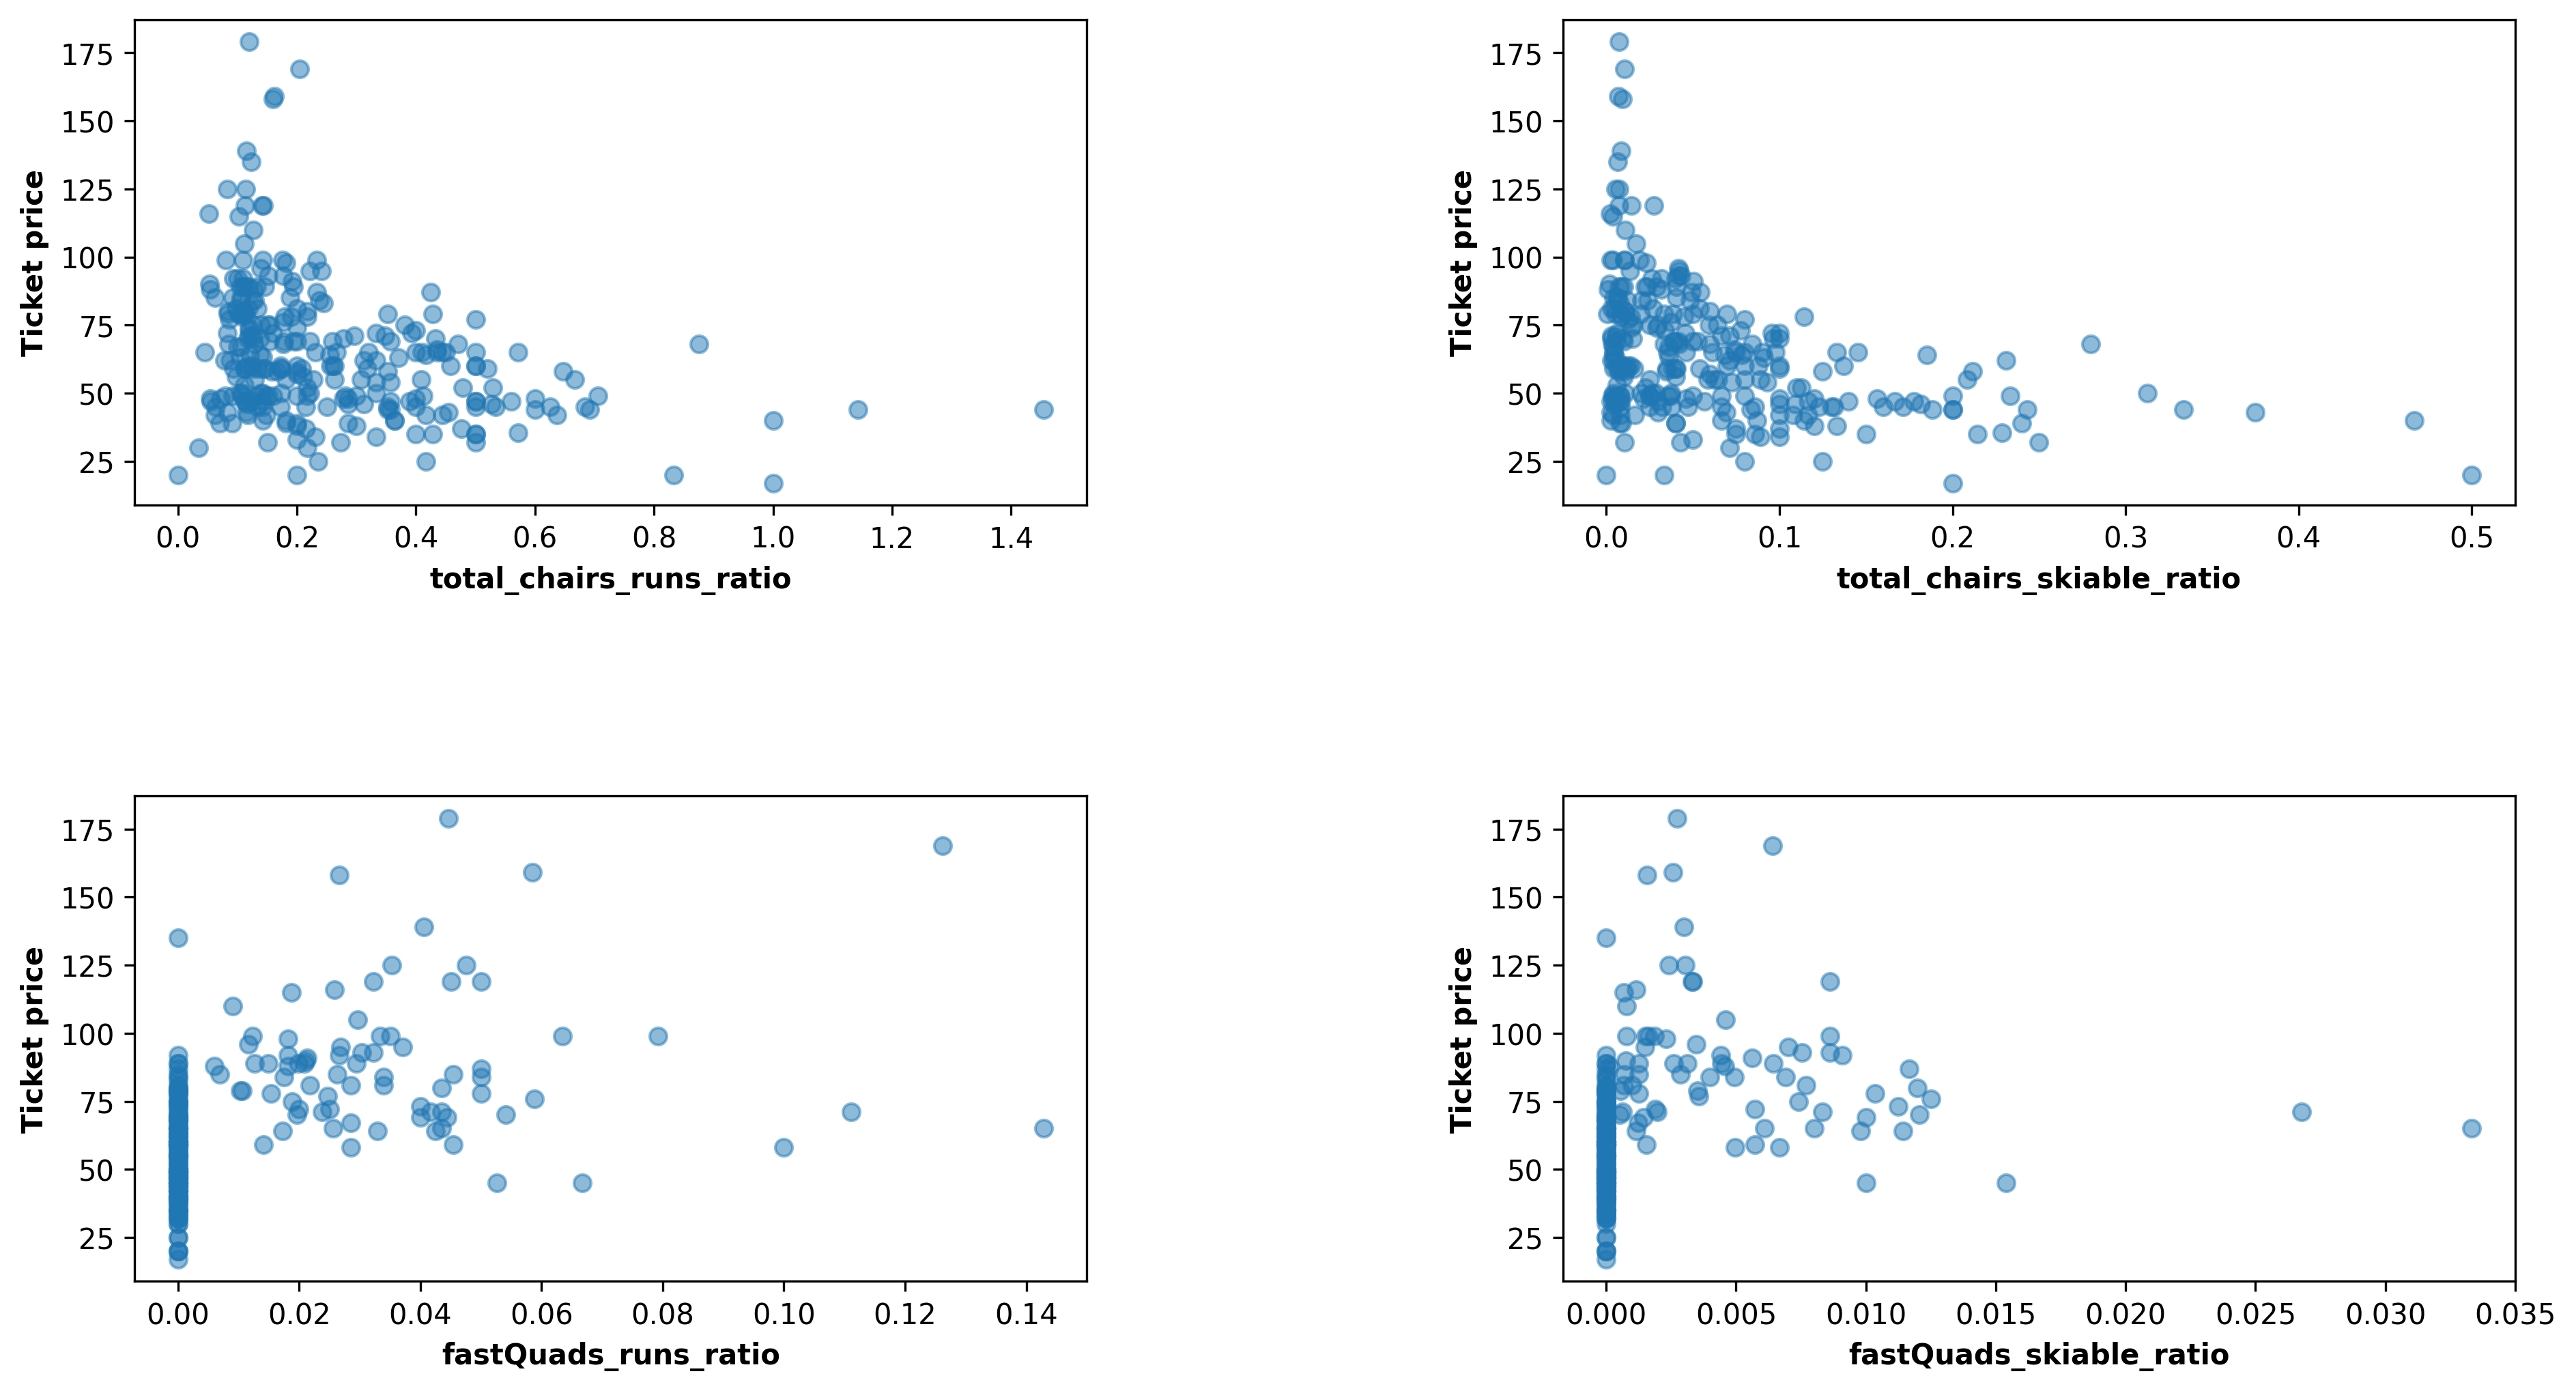 175
150
125
100
75
50
25
Ticket price
0.0 0.2 0.4 0.6 0.8 1.0 1.2 1.4
total_chairs_runs_ratio
175
150
125
100
75
50
25
Ticket price
0.0 0.1 0.2 0.3 0.4 0.5
total_chairs_skiable_ratio
175
150
125
100
75
50
25
Ticket price
0.00 0.02 0.04 0.06 0.08 0.10 0.12 0.14
fastQuads_runs_ratio
175
150
125
100
75
50
25
Ticket price
0.000 0.005 0.010 0.015 0.020 0.025 0.030 0.035
fastQuads_skiable_ratio